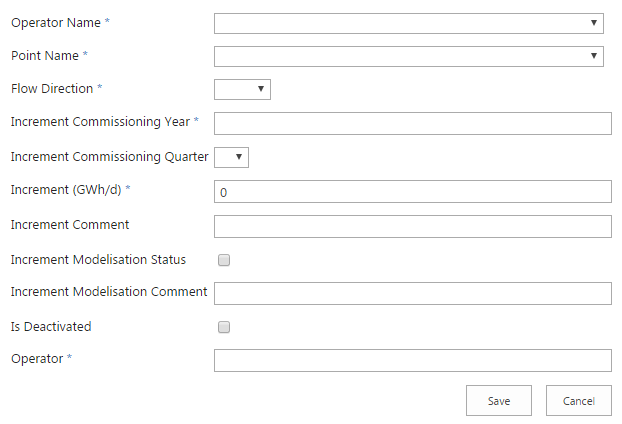 Operator Name *
Point Name *
Flow Direction *
Increment Commissioning Year *
Increment Commissioning Quarter
Increment (GWh/d) * 0
Increment Comment
Increment Modelisation Status
Increment Modelisation Comment
Is Deactivated
Operator *
Save Cancel